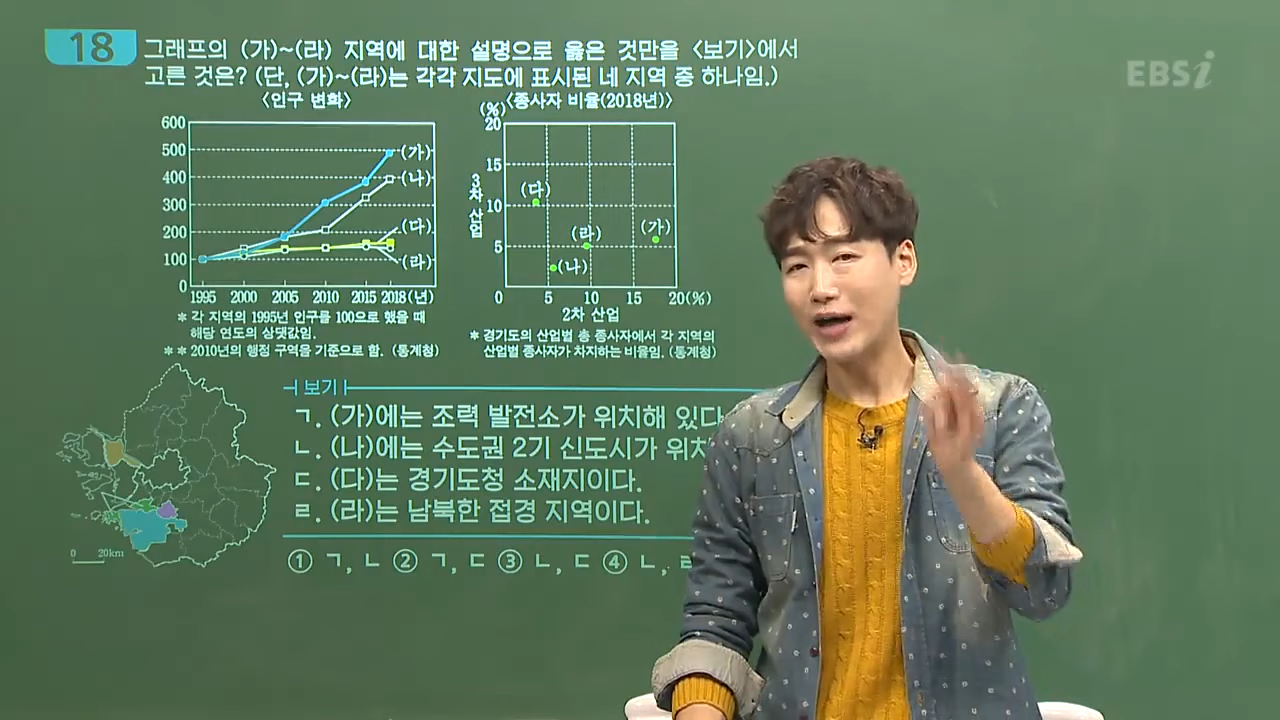 18
그래프의 (가)~(라) 지역에 대한 설명으로 옳은 것만을 <보기>에서
고른 것은? (단, (가)~(라)는 각각 지도에 표시된 네 지역 중 하나임.)
EBSi
<인구 변화>
600
500
400
300
200
100
0
(가)
(나)
(다)
(라)
1995 2000 2005 2010 2015 2018(년)
* 각 지역의 1995년 인구를 100으로 했을 때
해당 연도의 상댓값임.
** 2010년의 행정 구역을 기준으로 함. (통계청)
<종사자 비율(2018년)>
(%)
20
15
10
5
0
3차 산업
(다)
(라)
(가)
(나)
5 10 15 20(%)
2차 산업
* 경기도의 산업별 총 종사자에서 각 지역의
산업별 종사자가 차지하는 비율임. (통계청)
0 20km
보기
ㄱ. (가)에는 조력 발전소가 위치해 있다
ㄴ. (나)에는 수도권 2기 신도시가
ㄷ. (다)는 경기도청 소재지이다.
ㄹ. (라)는 남북한 접경 지역이다.
① ㄱ, ㄴ ② ㄱ, ㄷ ③ ㄴ, ㄷ ④ ㄴ, ㄹ